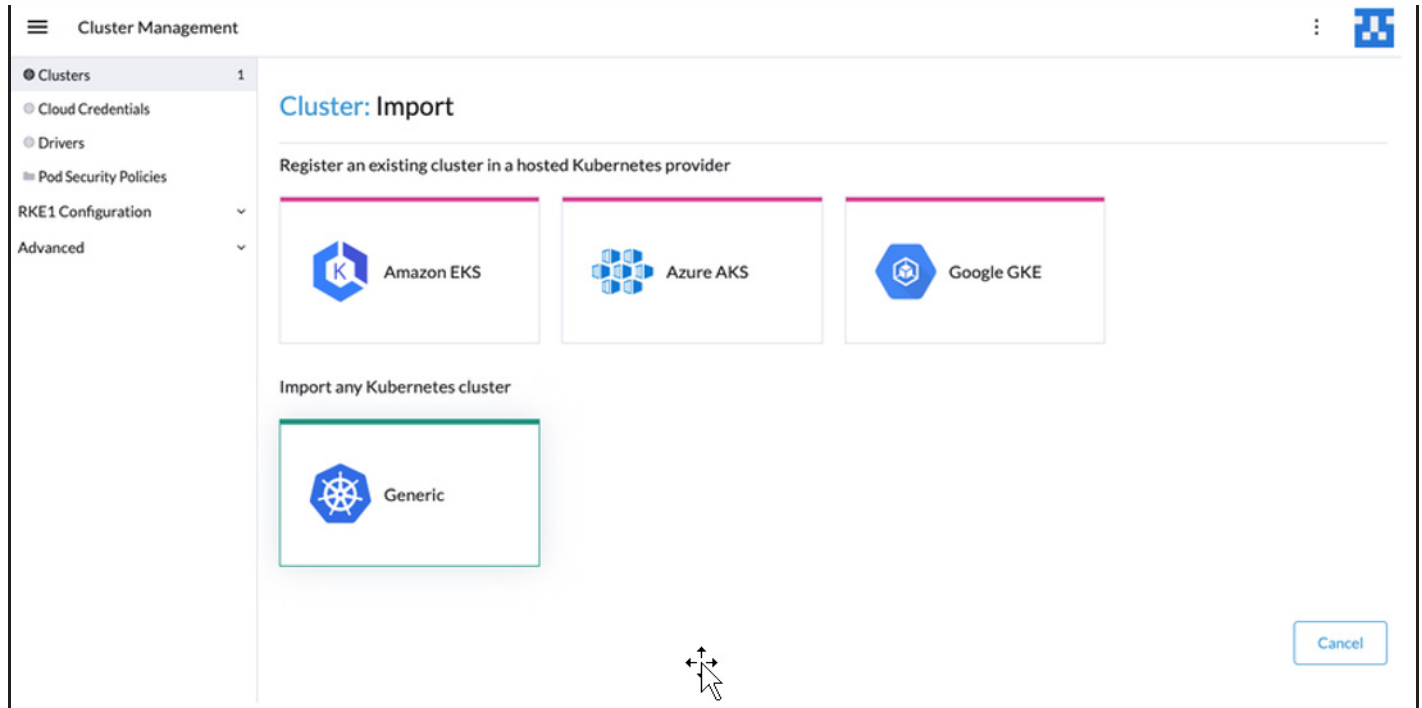 Cluster Management
Clusters 1
Cloud Credentials
Drivers
Pod Security Policies
RKE1 Configuration
Advanced
Cluster: Import
Register an existing cluster in a hosted Kubernetes provider
K Amazon EKS
Azure AKS
Google GKE
Import any Kubernetes cluster
Generic
Cancel